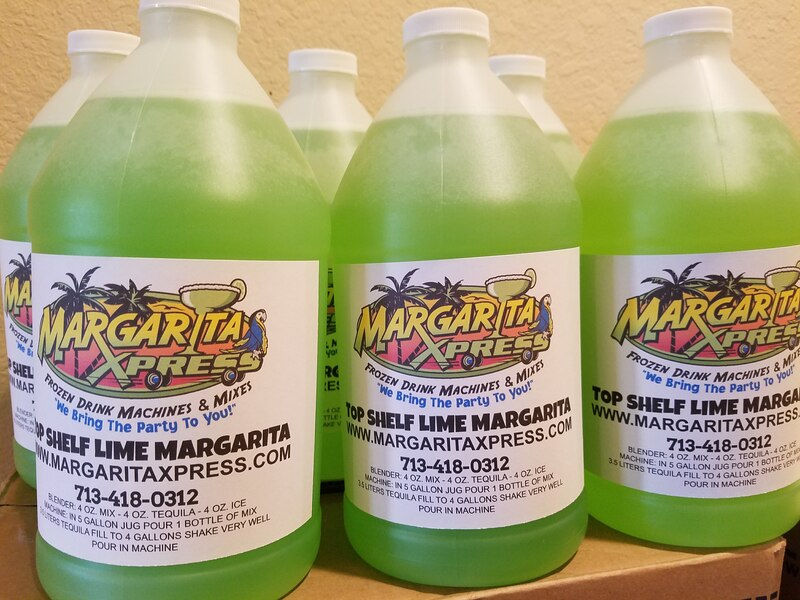 MARGARITA
XPRESS
FROZEN DRINK MACHINES & MIXES
"We Bring The Party To You!"
OP SHELF LIME MARGARITA
WWW.MARGARITAXPRESS.COM
713-418-0312
BLENDER: 4 OZ. MIX - 4 OZ. TEQUILA - 4 OZ. ICE
MACHINE: IN 5 GALLON JUG POUR 1 BOTTLE OF MIX
LITERS TEQUILA FILL TO 4 GALLONS SHAKE VERY WELL
POUR IN MACHINE
MARGARITA
XPRESS
FROZEN DRINK MACHINES & MIXES
"We Bring The Party To You!"
TOP SHELF LIME MARGARITA
WWW.MARGARITAXPRESS.COM
713-418-0312
BLENDER: 4 OZ. MIX - 4 OZ. TEQUILA - 4 OZ. ICE
MACHINE: IN 5 GALLON JUG POUR 1 BOTTLE OF MIX
3.5 LITERS TEQUILA FILL TO 4 GALLONS SHAKE VERY WELL
POUR IN MACHINE
MARGARITA
XPRESS
FROZEN DRINK MACHINES & MIXES
"We Bring The Party To You!"
TOP SHELF LIME MARGA
WWW.MARGARITAXPRESS.CO
713-418-0312
BLENDER: 4 OZ. MIX - 4 OZ. TEQUILA - 4 OZ. ICE
MACHINE: IN 5 GALLON JUG POUR 1 BOTTLE OF M
3.5 LITERS TEQUILA FILL TO 4 GALLONS SHAKE VERY
POUR IN MACHINE